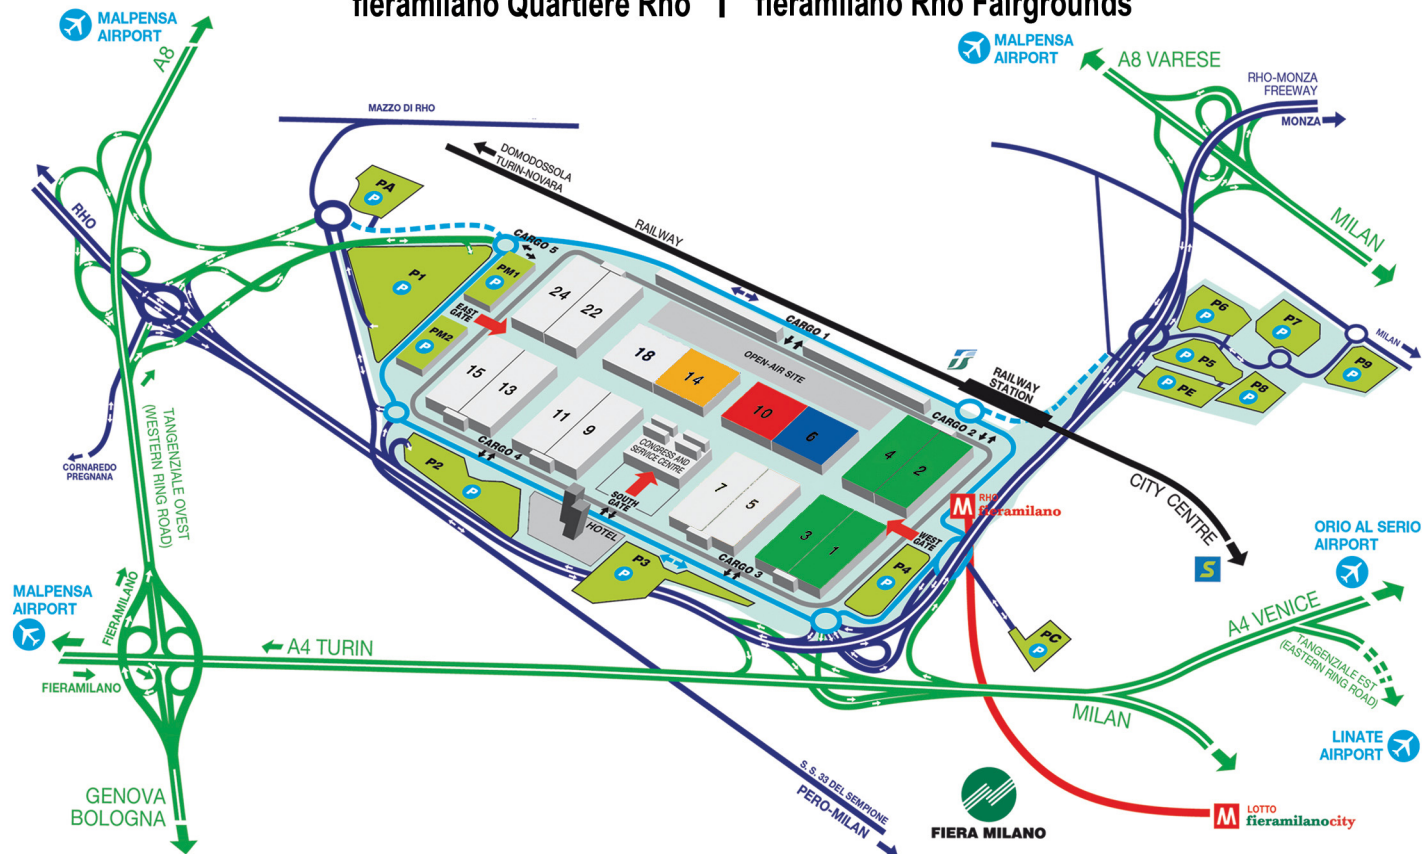 fieramilano Quartiere Rho | fieramilano Rho Fairgrounds
MALPENSA
AIRPORT
A8
MALPENSA
AIRPORT
A8 VARESE
RHO-MONZA
FREEWAY
MONZA
MAZZO DI RHO
DOMODOSSOLA
TURIN-NOVARA
RAILWAY
RHO
PA
P
CARGO 5
P1
P
PM1
P
EAST
GATE
PM2
P
24
22
CARGO 1
OPEN-AIR SITE
18
14
10
6
15
13
11
9
CARGO 4
CONGRESS AND
SERVICE CENTRE
SOUTH
GATE
7
5
4
2
3
1
CARGO 2
CARGO 3
WEST
GATE
RAILWAY
STATION
MILAN
P6
P
P7
P
P5
P
PE
P
P8
P
P9
P
MILAN
CORNAREDO
PREGNANA
TANGENZIALE OVEST
(WESTERN RING ROAD)
P2
P
HOTEL
P3
P
P4
P
M
RHO
fieramilano
CITY CENTRE
S
ORIO AL SERIO
AIRPORT
PC
P
A4 VENICE
TANGENZIALE EST
(EASTERN RING ROAD)
MALPENSA
AIRPORT
FIERAMILANO
FIERAMILANO
A4 TURIN
MILAN
LINATE
AIRPORT
GENOVA
BOLOGNA
S. S. 33 DEL SEMPIONE
PERO-MILAN
FIERA MILANO
M
LOTTO
fieramilanocity